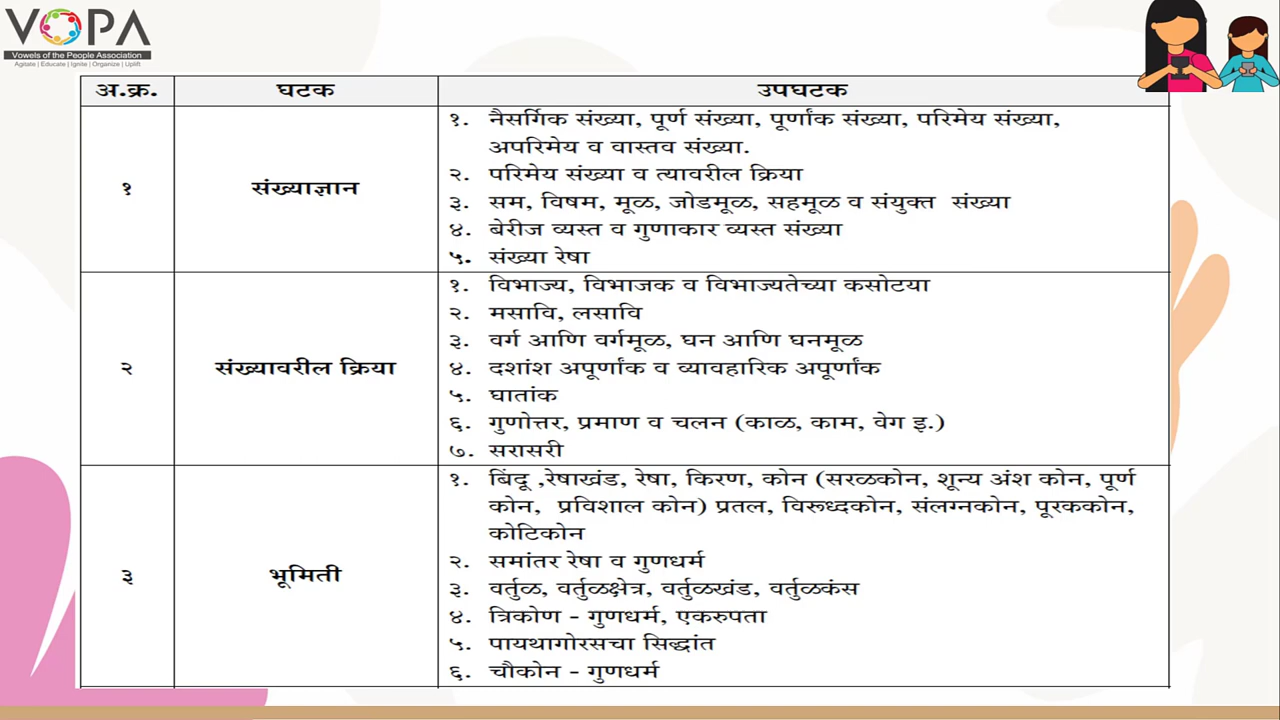 VOPA
Vowels of the People Association
Agitate | Educate | Ignite | Organize | Uplift
अ.क्र. घटक उपघटक
१ संख्याज्ञान
१. नैसर्गिक संख्या, पूर्ण संख्या, पूर्णांक संख्या, परिमेय संख्या,
अपरिमेय व वास्तव संख्या.
२. परिमेय संख्या व त्यावरील क्रिया
३. सम, विषम, मूळ, जोडमूळ, सहमूळ व संयुक्त संख्या
४. बेरीज व्यस्त व गुणाकार व्यस्त संख्या
५. संख्या रेषा
२ संख्यावरील क्रिया
१. विभाज्य, विभाजक व विभाज्यतेच्या कसोटया
२. मसावि, लसावि
३. वर्ग आणि वर्गमूळ, घन आणि घनमूळ
४. दशांश अपूर्णांक व व्यावहारिक अपूर्णांक
५. घातांक
६. गुणोत्तर, प्रमाण व चलन (काळ, काम, वेग इ.)
७. सरासरी
३ भूमिती
१. बिंदू ,रेषाखंड, रेषा, किरण, कोन (सरळकोन, शून्य अंश कोन, पूर्ण
कोन, प्रविशाल कोन) प्रतल, विरूध्दकोन, संलग्नकोन, पूरककोन,
कोटिकोन
२. समांतर रेषा व गुणधर्म
३. वर्तुळ, वर्तुळक्षेत्र, वर्तुळखंड, वर्तुळकंस
४. त्रिकोण - गुणधर्म, एकरुपता
५. पायथागोरसचा सिद्धांत
६. चौकोन - गुणधर्म